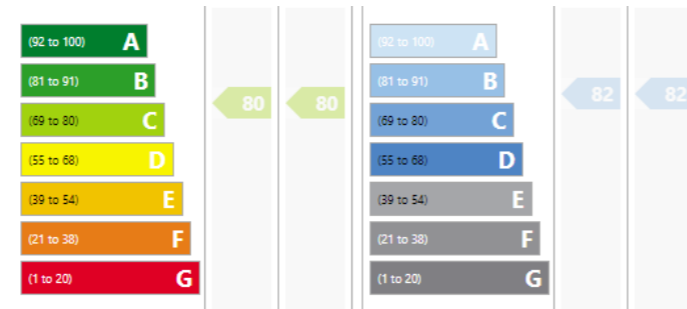 (92 to 100) A
(81 to 91) B
(69 to 80) C
(55 to 68) D
(39 to 54) E
(21 to 38) F
(1 to 20) G
80
80
(92 to 100) A
(81 to 91) B
(69 to 80) C
(55 to 68) D
(39 to 54) E
(21 to 38) F
(1 to 20) G
82
82